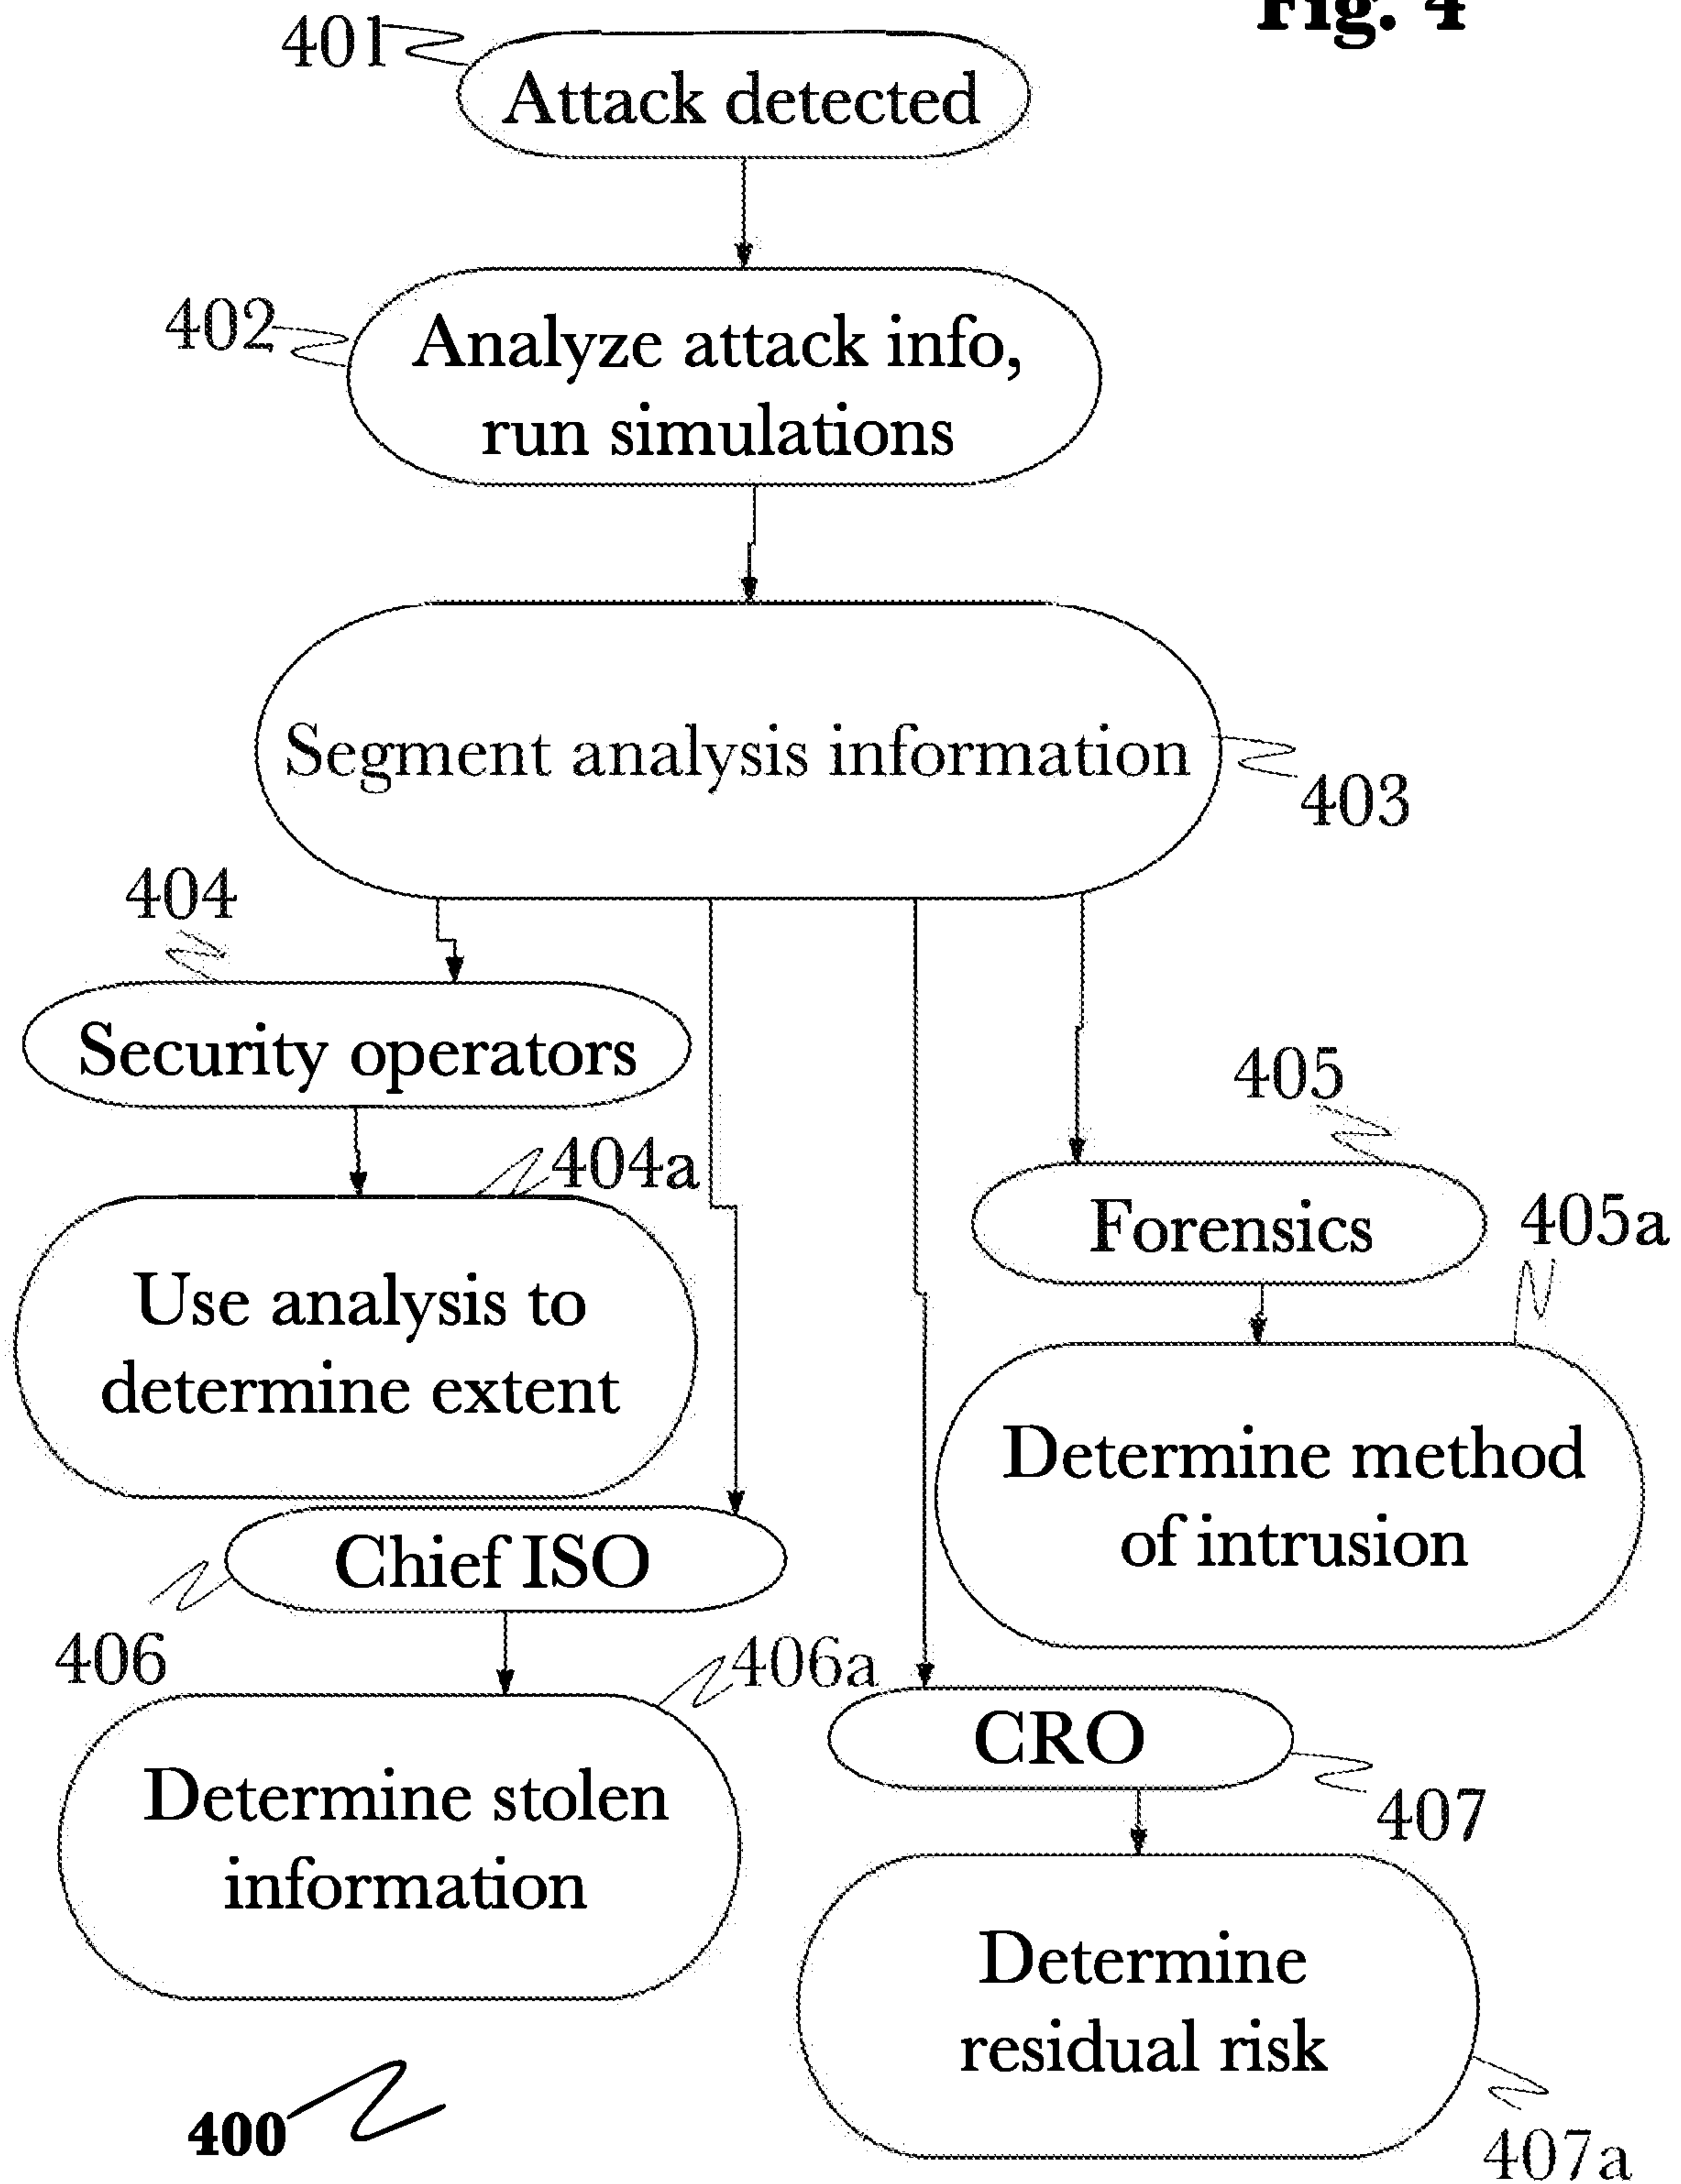 Fig. 4
401
Attack detected
402
Analyze attack info,
run simulations
Segment analysis information
403
404
Security operators
404a
Use analysis to
determine extent
405
Forensics
405a
Determine method
of intrusion
Chief ISO
406
406a
Determine stolen
information
CRO
407
Determine
residual risk
407a
400